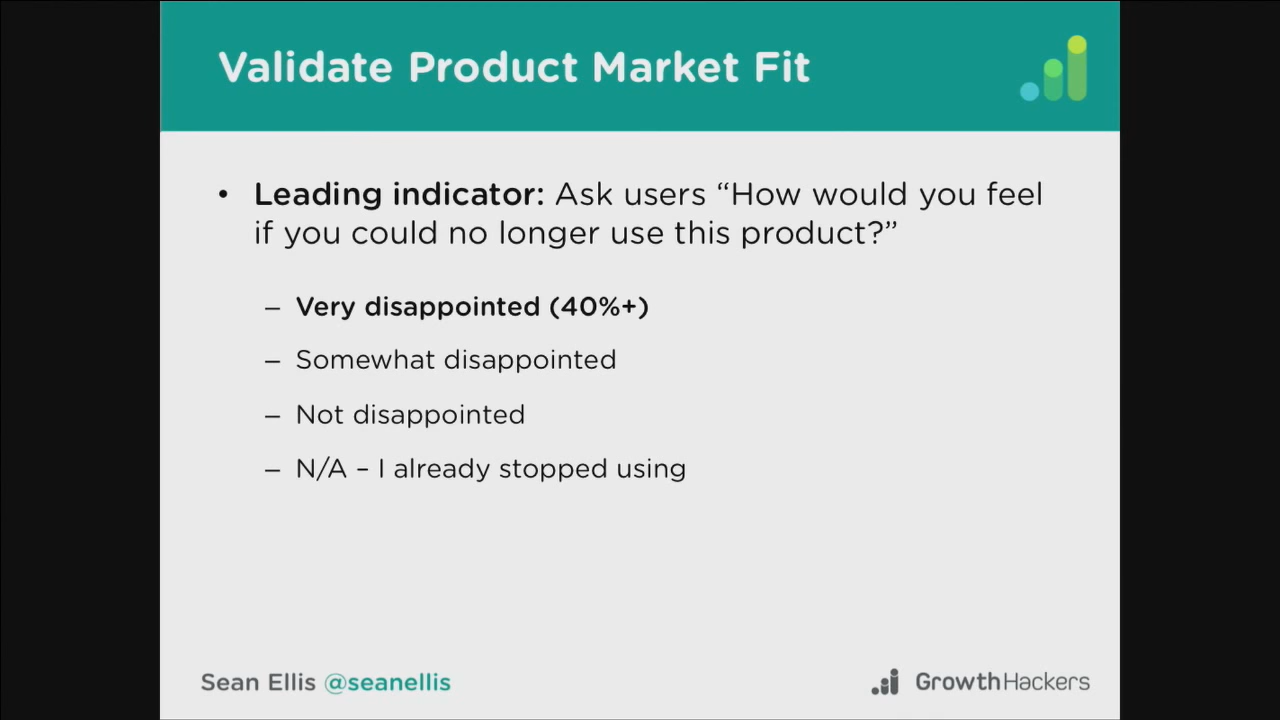 Validate Product Market Fit
• Leading indicator: Ask users “How would you feel
if you could no longer use this product?”
– Very disappointed (40%+)
– Somewhat disappointed
– Not disappointed
– N/A – I already stopped using
Sean Ellis @seanellis
GrowthHackers